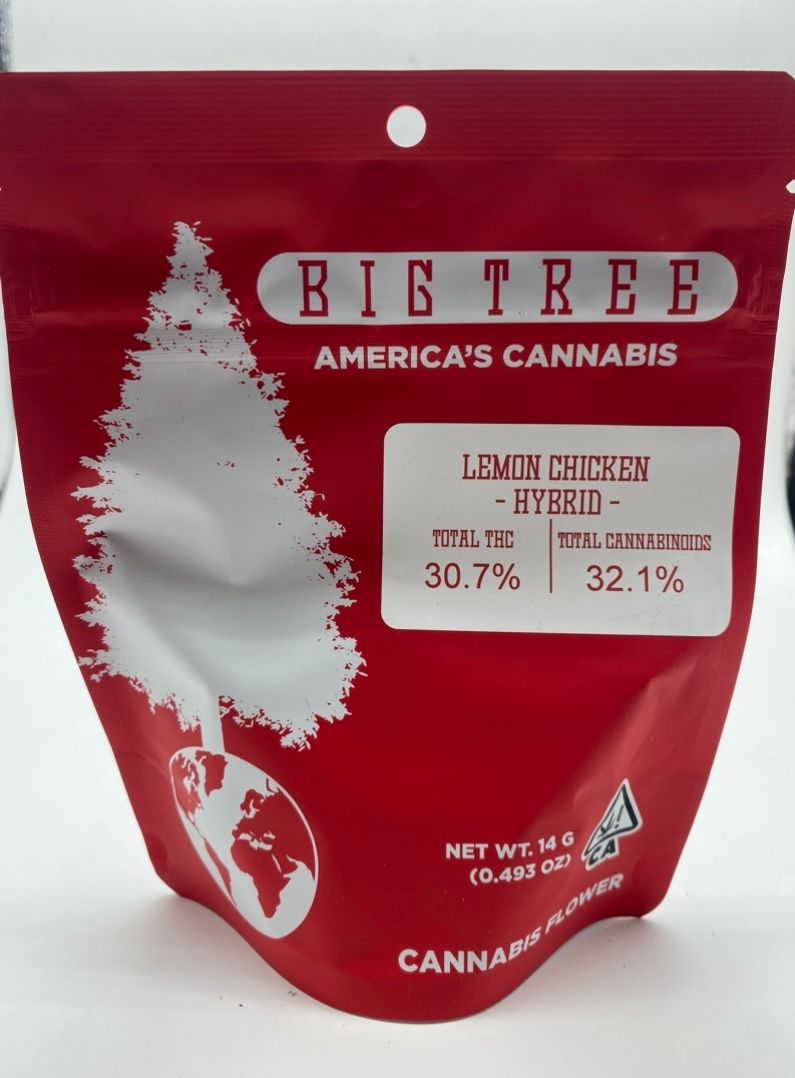 BIG TREE
AMERICA'S CANNABIS
LEMON CHICKEN
- HYBRID -
TOTAL THC
30.7%
TOTAL CANNABINOIDS
32.1%
NET WT. 14 G
(0.493 OZ)
!
CA
CANNABIS FLOWER